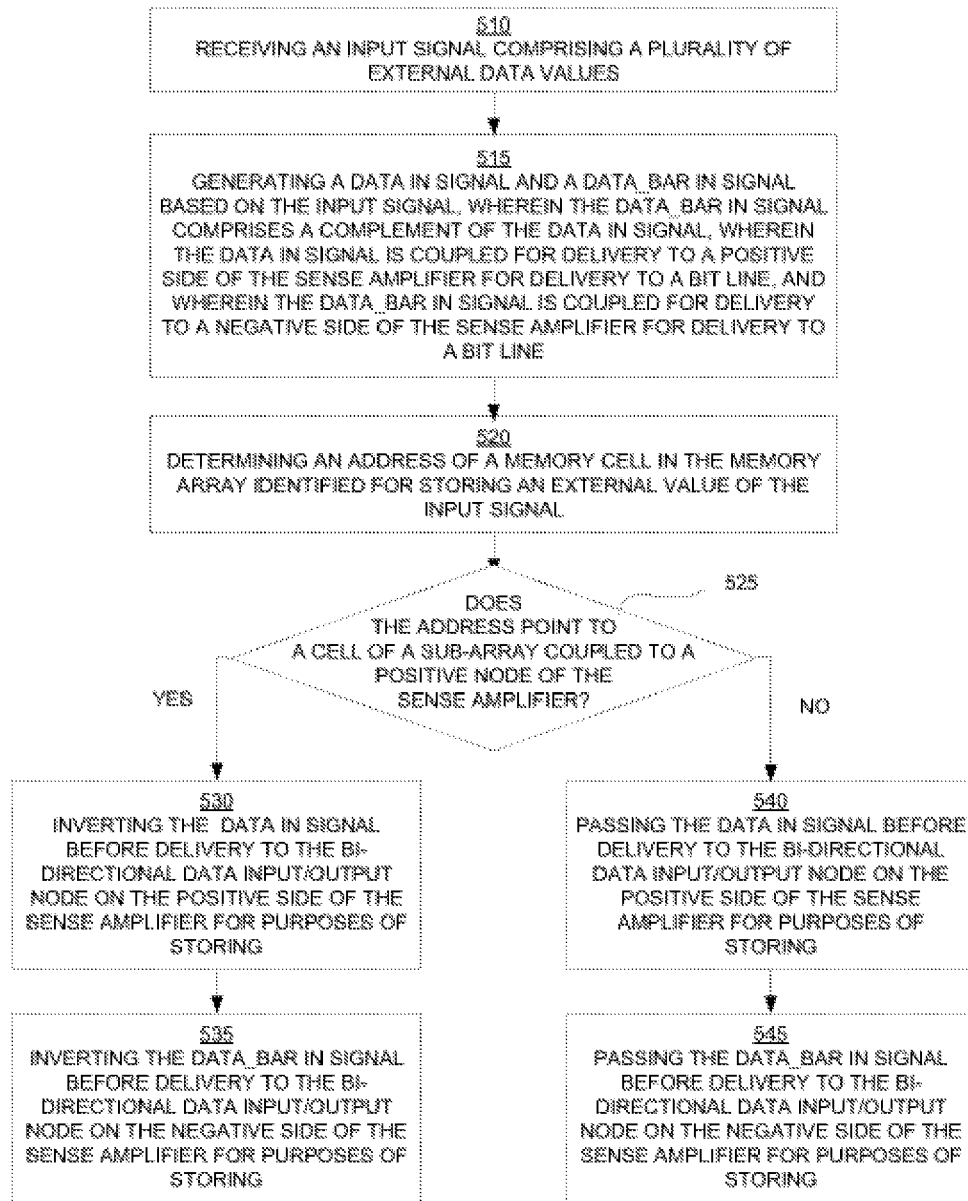 510
RECEIVING AN INPUT SIGNAL COMPRISING A PLURALITY OF
EXTERNAL DATA VALUES
515
GENERATING A DATA IN SIGNAL AND A DATA_BAR IN SIGNAL
BASED ON THE INPUT SIGNAL, WHEREIN THE DATA_BAR IN SIGNAL
COMPRISES A COMPLEMENT OF THE DATA IN SIGNAL, WHEREIN
THE DATA IN SIGNAL IS COUPLED FOR DELIVERY TO A POSITIVE
SIDE OF THE SENSE AMPLIFIER FOR DELIVERY TO A BIT LINE, AND
WHEREIN THE DATA_BAR IN SIGNAL IS COUPLED FOR DELIVERY
TO A NEGATIVE SIDE OF THE SENSE AMPLIFIER FOR DELIVERY TO
A BIT LINE
520
DETERMINING AN ADDRESS OF A MEMORY CELL IN THE MEMORY
ARRAY IDENTIFIED FOR STORING AN EXTERNAL VALUE OF THE
INPUT SIGNAL
525
DOES
THE ADDRESS POINT TO
A CELL OF A SUB-ARRAY COUPLED TO A
POSITIVE NODE OF THE
SENSE AMPLIFIER?
YES
NO
530
INVERTING THE DATA IN SIGNAL
BEFORE DELIVERY TO THE BI-
DIRECTIONAL DATA INPUT/OUTPUT
NODE ON THE POSITIVE SIDE OF THE
SENSE AMPLIFIER FOR PURPOSES OF
STORING
540
PASSING THE DATA IN SIGNAL BEFORE
DELIVERY TO THE BI-DIRECTIONAL
DATA INPUT/OUTPUT NODE ON THE
POSITIVE SIDE OF THE SENSE
AMPLIFIER FOR PURPOSES OF
STORING
535
INVERTING THE DATA_BAR IN SIGNAL
BEFORE DELIVERY TO THE BI-
DIRECTIONAL DATA INPUT/OUTPUT
NODE ON THE NEGATIVE SIDE OF THE
SENSE AMPLIFIER FOR PURPOSES OF
STORING
545
PASSING THE DATA_BAR IN SIGNAL
BEFORE DELIVERY TO THE BI-
DIRECTIONAL DATA INPUT/OUTPUT
NODE ON THE NEGATIVE SIDE OF THE
SENSE AMPLIFIER FOR PURPOSES OF
STORING